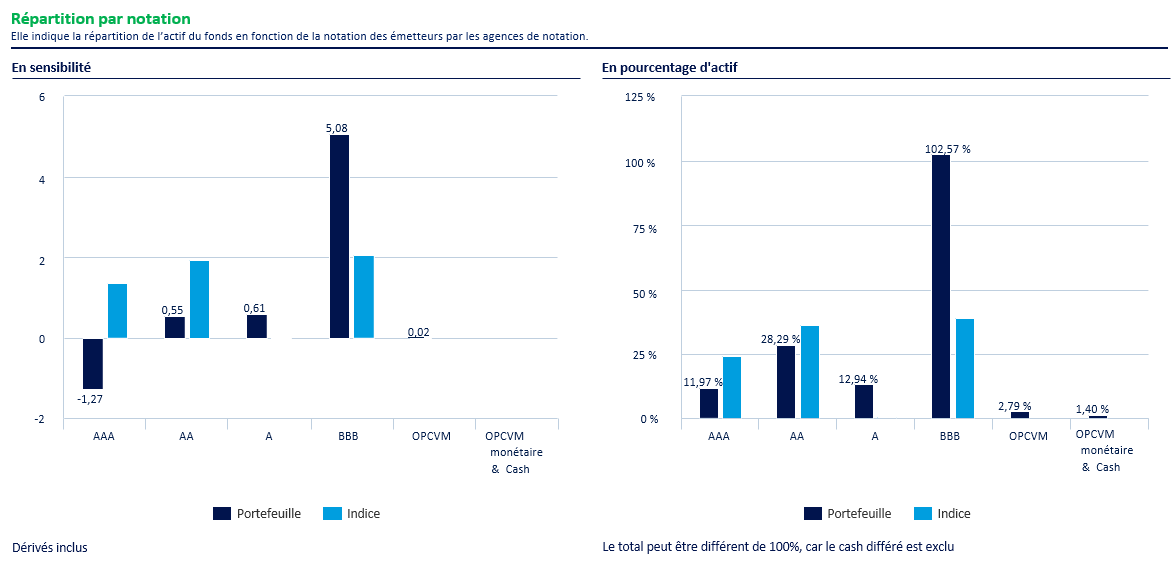 Répartition par notation
Elle indique la répartition de l'actif du fonds en fonction de la notation des émetteurs par les agences de notation.
En sensibilité
6
4
2
0
-2
5,08
0,55
0,61
0,02
-1,27
AAA
AA
A
BBB
OPCVM
OPCVM
monétaire
& Cash
Portefeuille
Indice
Dérivés inclus
En pourcentage d'actif
125 %
100 %
75 %
50 %
25 %
0 %
102,57 %
28,29 %
11,97 %
12,94 %
2,79 %
1,40 %
AAA
AA
A
BBB
OPCVM
OPCVM
monétaire
& Cash
Portefeuille
Indice
Le total peut être différent de 100%, car le cash différé est exclu